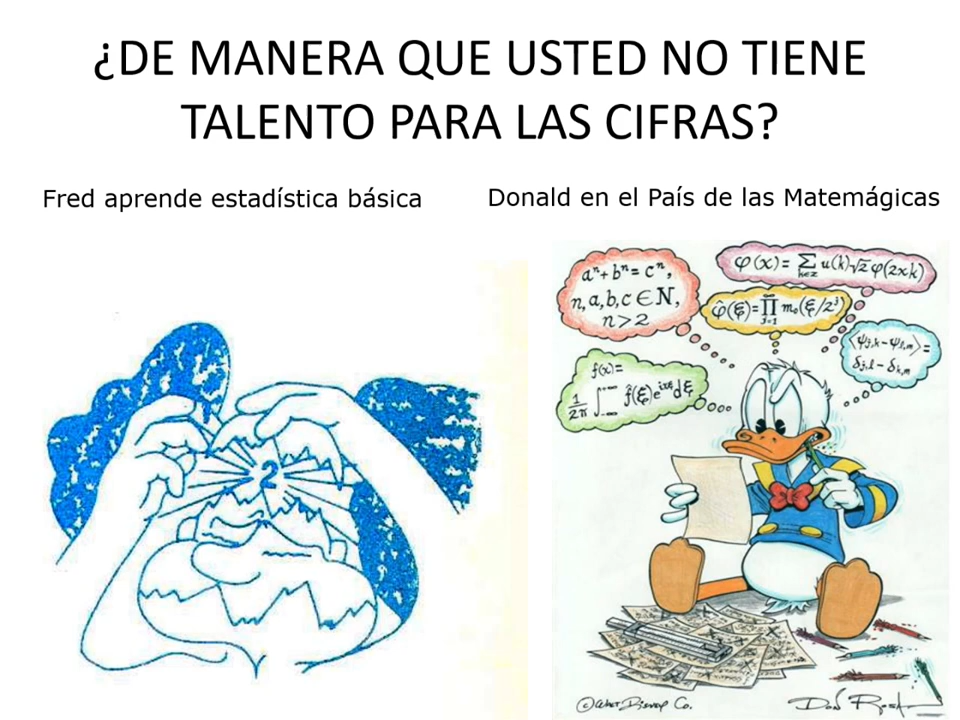 ¿DE MANERA QUE USTED NO TIENE
TALENTO PARA LAS CIFRAS?
Fred aprende estadística básica
Donald en el País de las Matemágicas
2
aⁿ+bⁿ=cⁿ,
n,a,b,c ∈ ℕ,
n>2
φ(x)= ∑ u(k)√2 φ(2x-k)
k∈Z
φ̂(ξ)= ∏ m₀(ξ/2ʲ)
∞
j=1
⟨ψj,k - ψl,m⟩=
δj,l - δk,m
f(x)=
1/2π ∫ f̂(ξ)e^ixξ dξ
©Walt Disney Co.
Don Rosa